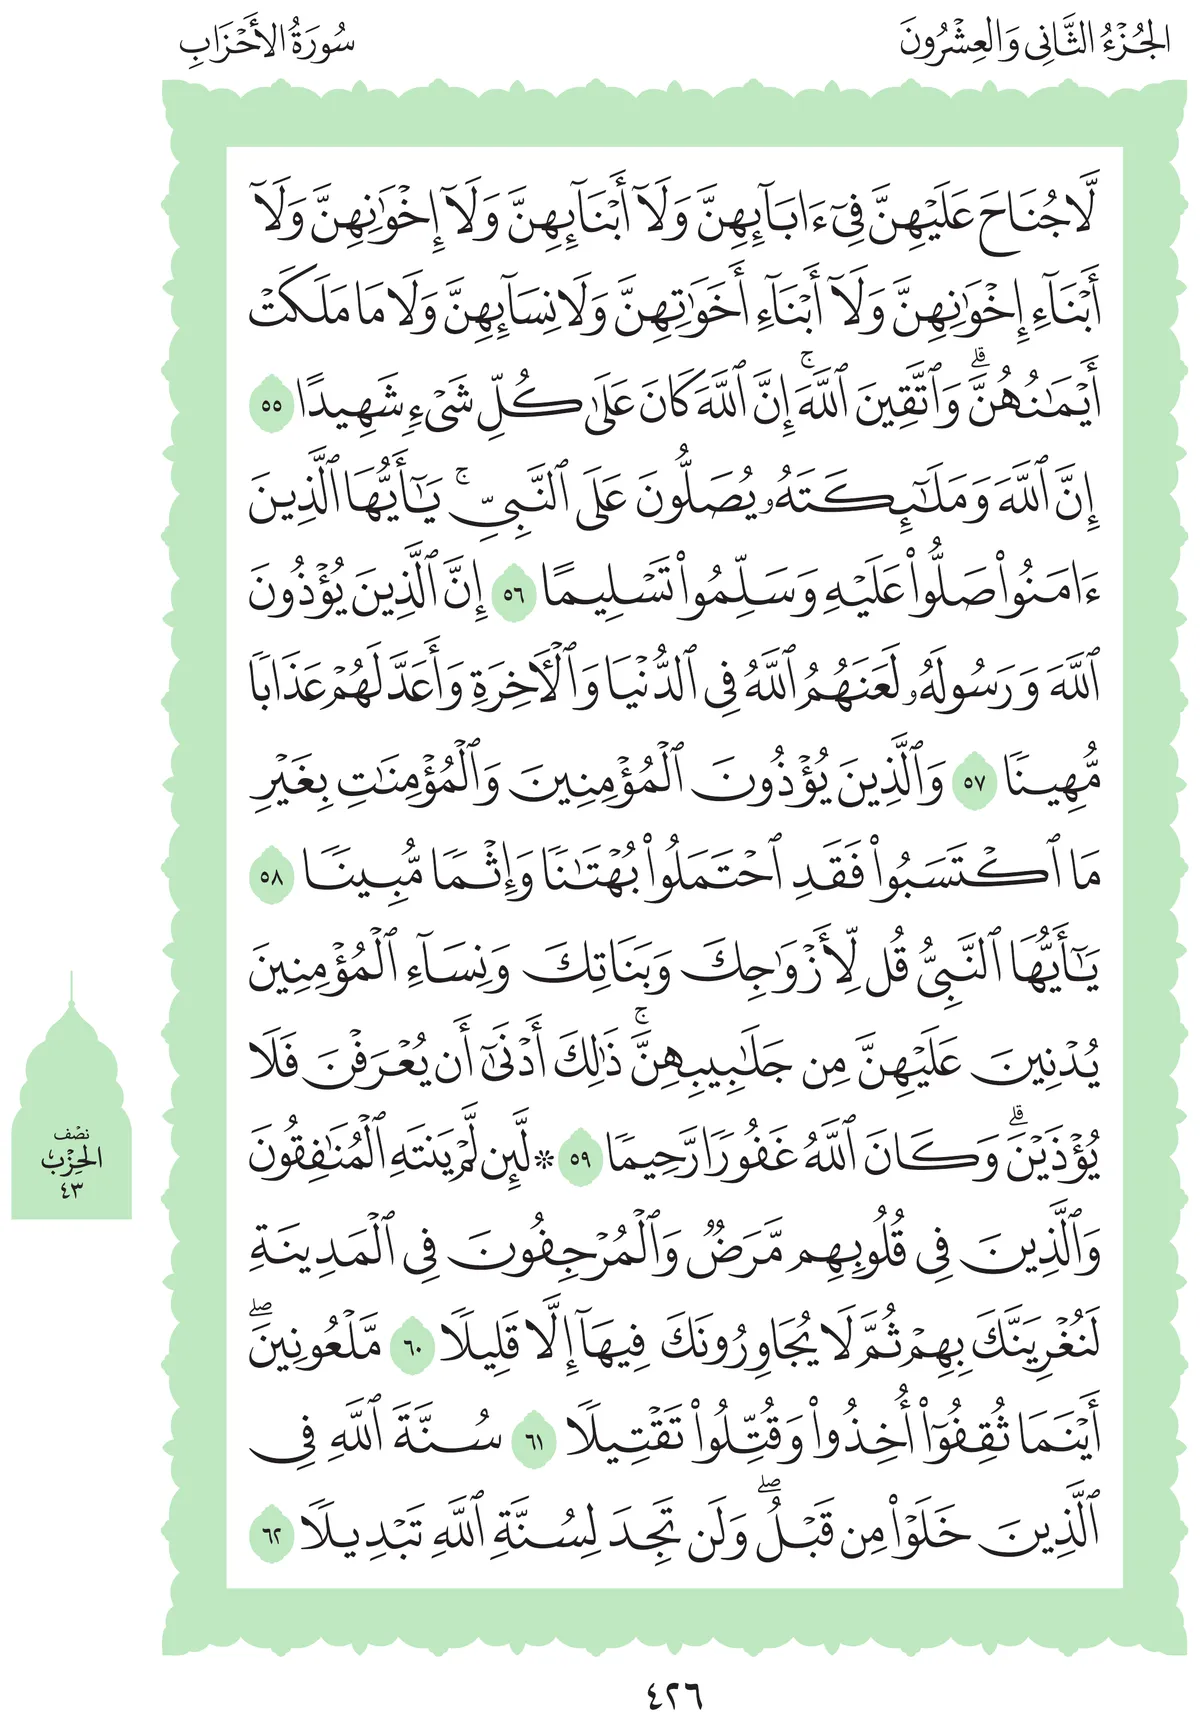 الجُزْءُ الثَّانِي وَالعِشْرُونَ
سُورَةُ الأَحْزَابِ
لَّا جُنَاحَ عَلَيْهِنَّ فِىٓ ءَابَآئِهِنَّ وَلَآ أَبْنَآئِهِنَّ وَلَآ إِخْوَٰنِهِنَّ وَلَآ
أَبْنَآءِ إِخْوَٰنِهِنَّ وَلَآ أَبْنَآءِ أَخَوَٰتِهِنَّ وَلَا نِسَآئِهِنَّ وَلَا مَا مَلَكَتْ
أَيْمَٰنُهُنَّۗ وَٱتَّقِينَ ٱللَّهَۚ إِنَّ ٱللَّهَ كَانَ عَلَىٰ كُلِّ شَىْءٍ شَهِيدًا ٥٥
إِنَّ ٱللَّهَ وَمَلَٰٓئِكَتَهُۥ يُصَلُّونَ عَلَى ٱلنَّبِىِّۚ يَٰٓأَيُّهَا ٱلَّذِينَ
ءَامَنُوا۟ صَلُّوا۟ عَلَيْهِ وَسَلِّمُوا۟ تَسْلِيمًا ٥٦ إِنَّ ٱلَّذِينَ يُؤْذُونَ
ٱللَّهَ وَرَسُولَهُۥ لَعَنَهُمُ ٱللَّهُ فِى ٱلدُّنْيَا وَٱلْءَاخِرَةِ وَأَعَدَّ لَهُمْ عَذَابًا
مُّهِينًا ٥٧ وَٱلَّذِينَ يُؤْذُونَ ٱلْمُؤْمِنِينَ وَٱلْمُؤْمِنَٰتِ بِغَيْرِ
مَا ٱكْتَسَبُوا۟ فَقَدِ ٱحْتَمَلُوا۟ بُهْتَٰنًا وَإِثْمًا مُّبِينًا ٥٨
يَٰٓأَيُّهَا ٱلنَّبِىُّ قُل لِّأَزْوَٰجِكَ وَبَنَاتِكَ وَنِسَآءِ ٱلْمُؤْمِنِينَ
يُدْنِينَ عَلَيْهِنَّ مِن جَلَٰبِيبِهِنَّۚ ذَٰلِكَ أَدْنَىٰٓ أَن يُعْرَفْنَ فَلَا
يُؤْذَيْنَۗ وَكَانَ ٱللَّهُ غَفُورًا رَّحِيمًا ٥٩ * لَّئِن لَّمْ يَنتَهِ ٱلْمُنَٰفِقُونَ
نصف
الحزب
٤٣
وَٱلَّذِينَ فِى قُلُوبِهِم مَّرَضٌ وَٱلْمُرْجِفُونَ فِى ٱلْمَدِينَةِ
لَنُغْرِيَنَّكَ بِهِمْ ثُمَّ لَا يُجَاوِرُونَكَ فِيهَآ إِلَّا قَلِيلًا ٦٠ مَّلْعُونِينَۖ
أَيْنَمَا ثُقِفُوٓا۟ أُخِذُوا۟ وَقُتِّلُوا۟ تَقْتِيلًا ٦١ سُنَّةَ ٱللَّهِ فِى
ٱلَّذِينَ خَلَوْا۟ مِن قَبْلُۖ وَلَن تَجِدَ لِسُنَّةِ ٱللَّهِ تَبْدِيلًا ٦٢
٤٢٦